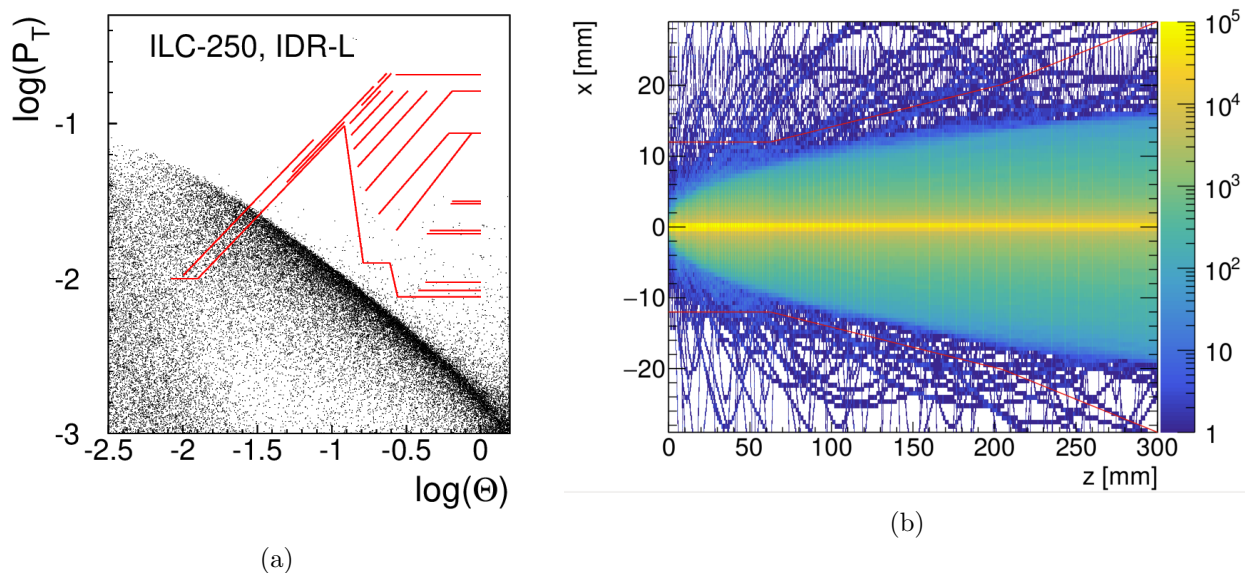 ILC-250, IDR-L
log(P_T)
-1
-2
-3
-2.5 -2 -1.5 -1 -0.5 0
log(Θ)
(a)
x [mm]
20
10
0
−10
−20
0 50 100 150 200 250 300
z [mm]
10^5
10^4
10^3
10^2
10
1
(b)